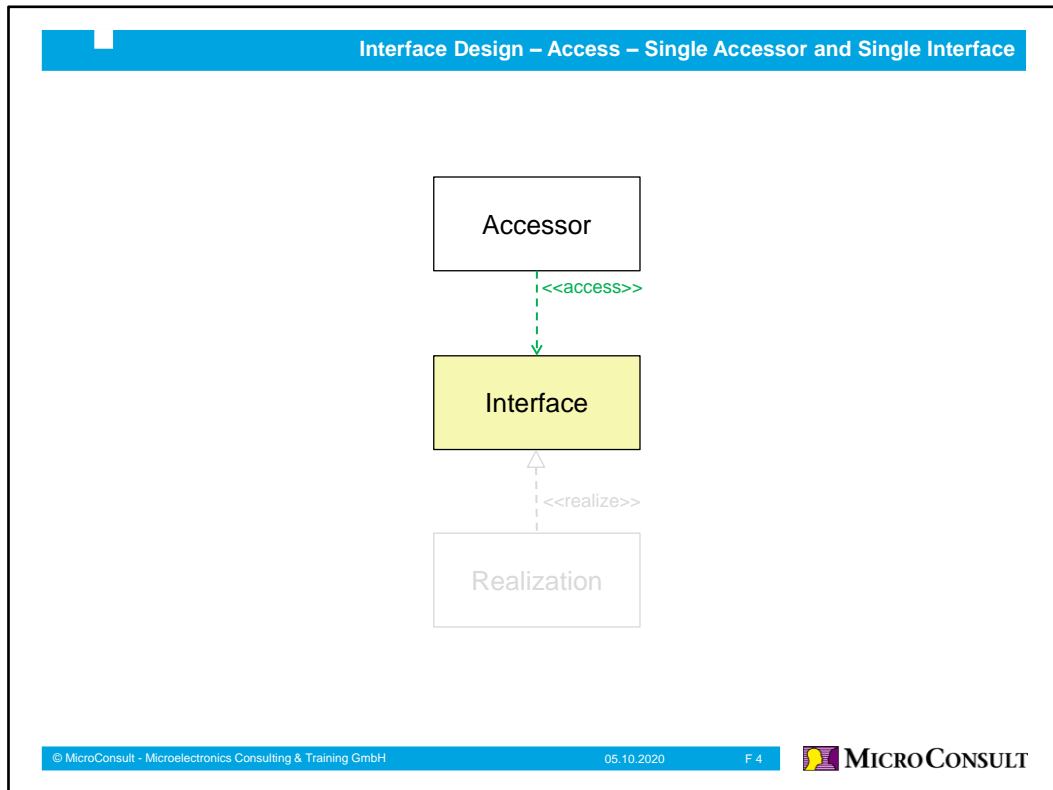 Interface Design – Access – Single Accessor and Single Interface
Accessor
<<access>>
Interface
<<realize>>
Realization
© MicroConsult - Microelectronics Consulting & Training GmbH 05.10.2020 F 4 MICROCONSULT